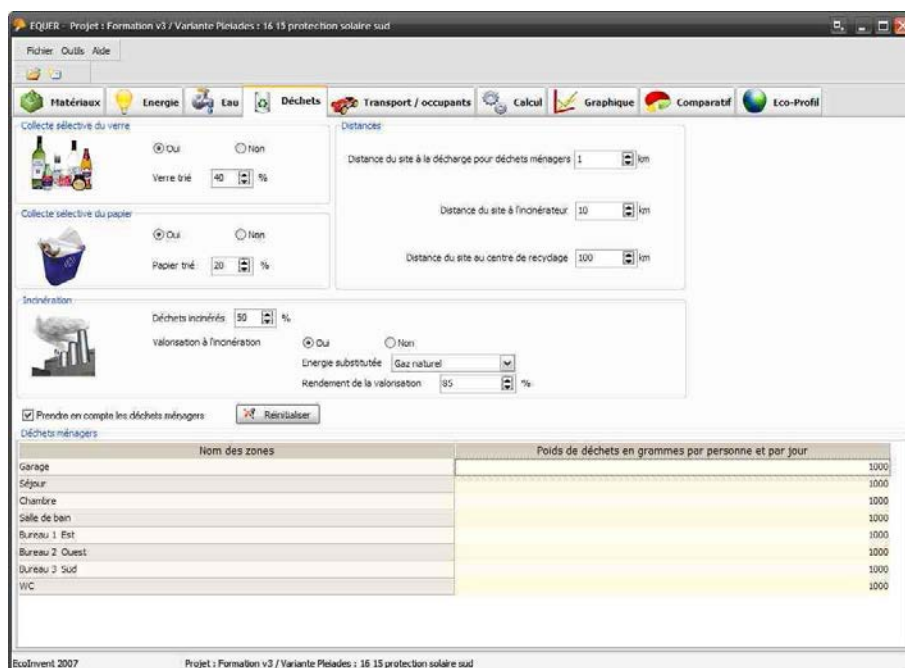 EQUER - Projet : Formation v3 / Variante Pleiades : 16 15 protection solaire sud
Fichier Outils Aide
Matériaux Energie Eau Déchets Transport / occupants Calcul Graphique Comparatif Eco-Profil
Collecte sélective du verre
Oui Non
Verre trié 40 %
Collecte sélective du papier
Oui Non
Papier trié 20 %
Distances
Distance du site à la décharge pour déchets ménagers 1 km
Distance du site à l'incinérateur 10 km
Distance du site au centre de recyclage 100 km
Incinération
Déchets incinérés 50 %
Valorisation à l'incinération Oui Non
Energie substitutée Gaz naturel
Rendement de la valorisation 85 %
Prendre en compte les déchets ménagers Réinitialiser
Déchets ménagers
Nom des zones Poids de déchets en grammes par personne et par jour
Garage 1000
Séjour 1000
Chambre 1000
Salle de bain 1000
Bureau 1 Est 1000
Bureau 2 Ouest 1000
Bureau 3 Sud 1000
WC 1000
EcoInvent 2007 Projet : Formation v3 / Variante Pleiades : 16 15 protection solaire sud